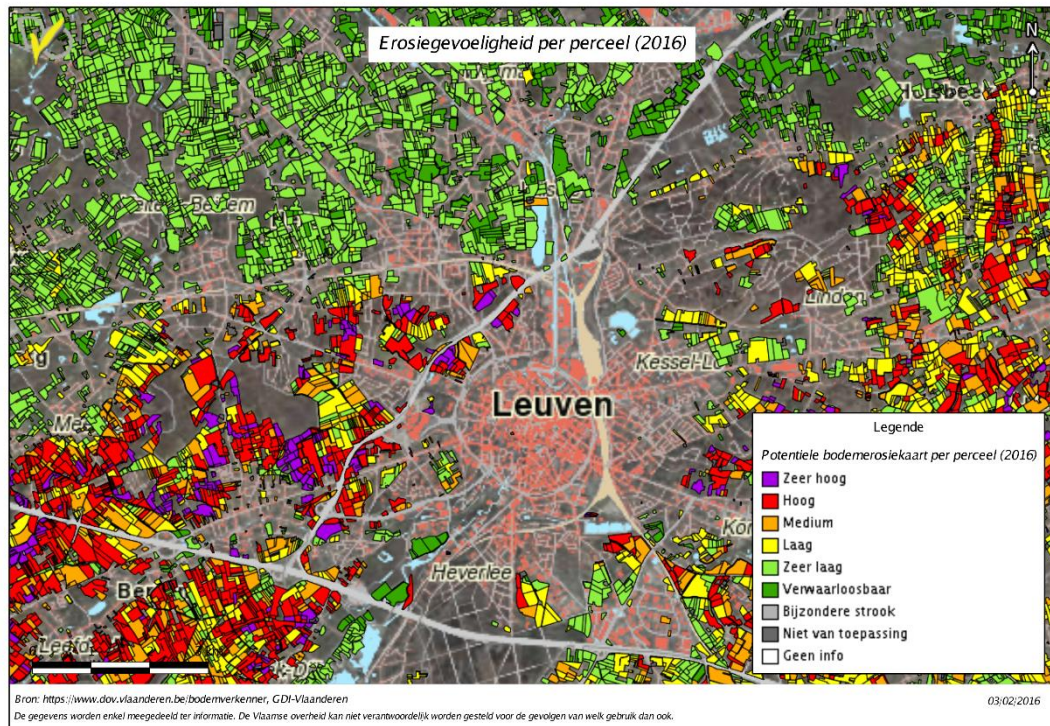 Erosiegevoeligheid per perceel (2016)
N
Linden
Kessel-L
Leuven
Heverlee
Legende
Potentiele bodemerosiekaart per perceel (2016)
Zeer hoog
Hoog
Medium
Laag
Zeer laag
Verwaarloosbaar
Bijzondere strook
Niet van toepassing
Geen info
Bron: https://www.dov.vlaanderen.be/bodemverkenner, GDI-Vlaanderen
03/02/2016
De gegevens worden enkel meegedeeld ter informatie. De Vlaamse overheid kan niet verantwoordelijk worden gesteld voor de gevolgen van welk gebruik dan ook.